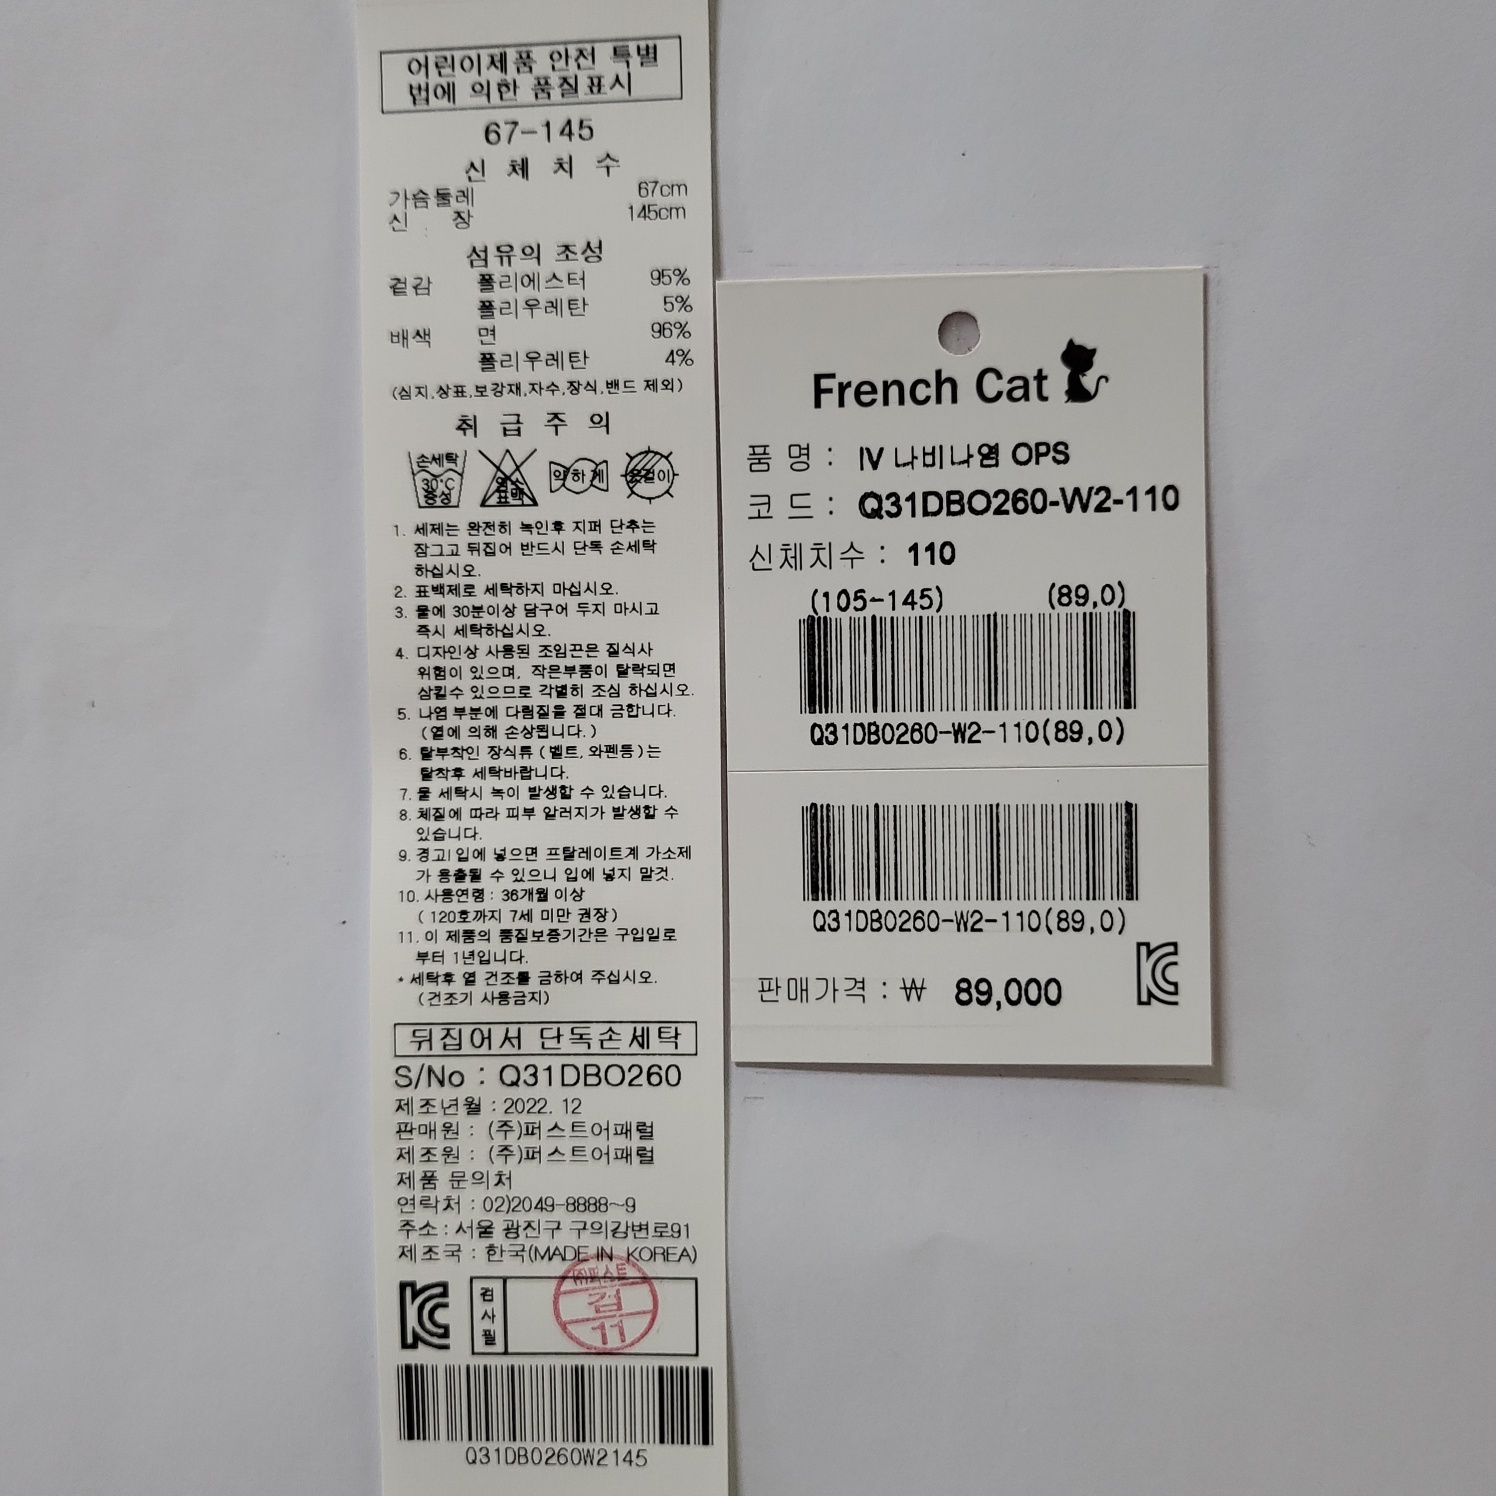 어린이제품 안전 특별
법에 의한 품질표시
67-145
신 체 치 수
가슴둘레 67cm
신 장 145cm
섬유의 조성
겉감 폴리에스터 95%
폴리우레탄 5%
배색 면 96%
폴리우레탄 4%
(심지,상표,보강재,자수,장식,밴드 제외)
취 급 주 의
손세탁 30°C 중성
염소 표백
약하게
옷걸이
1. 세제는 완전히 녹인후 지퍼 단추는
잠그고 뒤집어 반드시 단독 손세탁
하십시오.
2. 표백제로 세탁하지 마십시오.
3. 물에 30분이상 담구어 두지 마시고
즉시 세탁하십시오.
4. 디자인상 사용된 조임끈은 질식사
위험이 있으며, 작은부품이 탈락되면
삼킬수 있으므로 각별히 조심 하십시오.
5. 나염 부분에 다림질을 절대 금합니다.
(열에 의해 손상됩니다.)
6. 탈부착인 장식류 (벨트, 와펜등)는
탈착후 세탁바랍니다.
7. 물 세탁시 녹이 발생할 수 있습니다.
8. 체질에 따라 피부 알러지가 발생할 수
있습니다.
9. 경고! 입에 넣으면 프탈레이트계 가소제
가 용출될 수 있으니 입에 넣지 말것.
10. 사용연령 : 36개월 이상
( 120호까지 7세 미만 권장 )
11. 이 제품의 품질보증기간은 구입일로
부터 1년입니다.
* 세탁후 열 건조를 금하여 주십시오.
(건조기 사용금지)
뒤집어서 단독손세탁
S/No : Q31DBO260
제조년월 : 2022. 12
판매원 : (주)퍼스트어패럴
제조원 : (주)퍼스트어패럴
제품 문의처
연락처 : 02)2049-8888~9
주소 : 서울 광진구 구의강변로91
제조국 : 한국(MADE IN KOREA)
KC
검사필
(주)퍼스트
검
11
Q31DBO260W2145
French Cat
품 명 : IV 나비나염 OPS
코 드 : Q31DBO260-W2-110
신체치수 : 110
(105-145) (89,0)
Q31DBO260-W2-110(89,0)
Q31DBO260-W2-110(89,0)
판매가격 : ₩ 89,000
KC